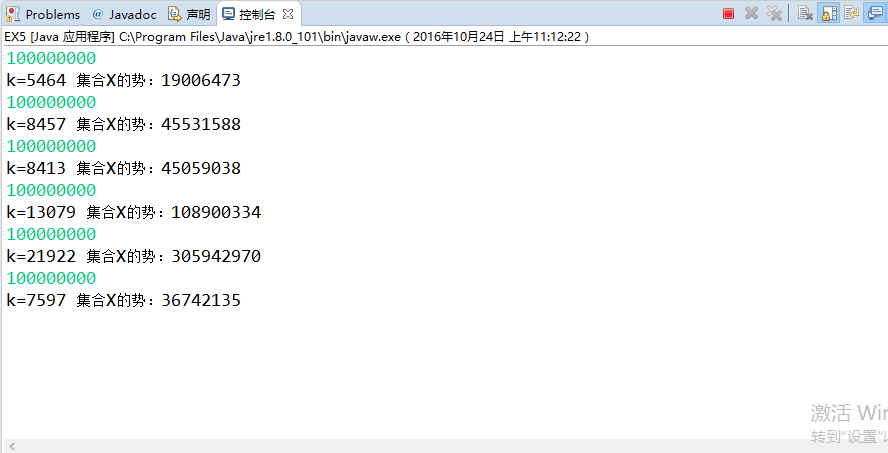 Problems @ Javadoc 声明 控制台
EX5 [Java 应用程序] C:\Program Files\Java\jre1.8.0_101\bin\javaw.exe ( 2016年10月24日 上午11:12:22 )
100000000
k=5464 集合X的势：19006473
100000000
k=8457 集合X的势：45531588
100000000
k=8413 集合X的势：45059038
100000000
k=13079 集合X的势：108900334
100000000
k=21922 集合X的势：305942970
100000000
k=7597 集合X的势：36742135
激活 Win
转到"设置"以